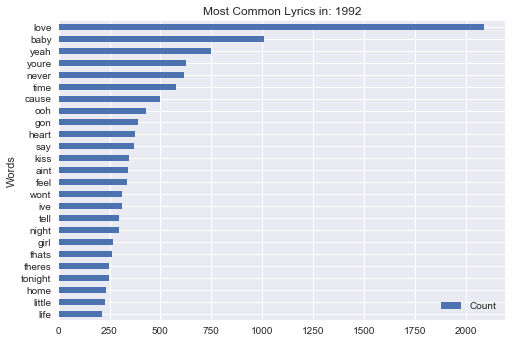 Most Common Lyrics in: 1992
love
baby
yeah
youre
never
time
cause
ooh
gon
heart
say
kiss
aint
feel
wont
ive
tell
night
girl
thats
theres
tonight
home
little
life
Words
Count
0 250 500 750 1000 1250 1500 1750 2000